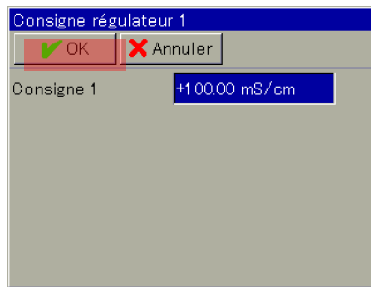 Consigne régulateur 1
OK Annuler
Consigne 1 +100.00 mS/cm